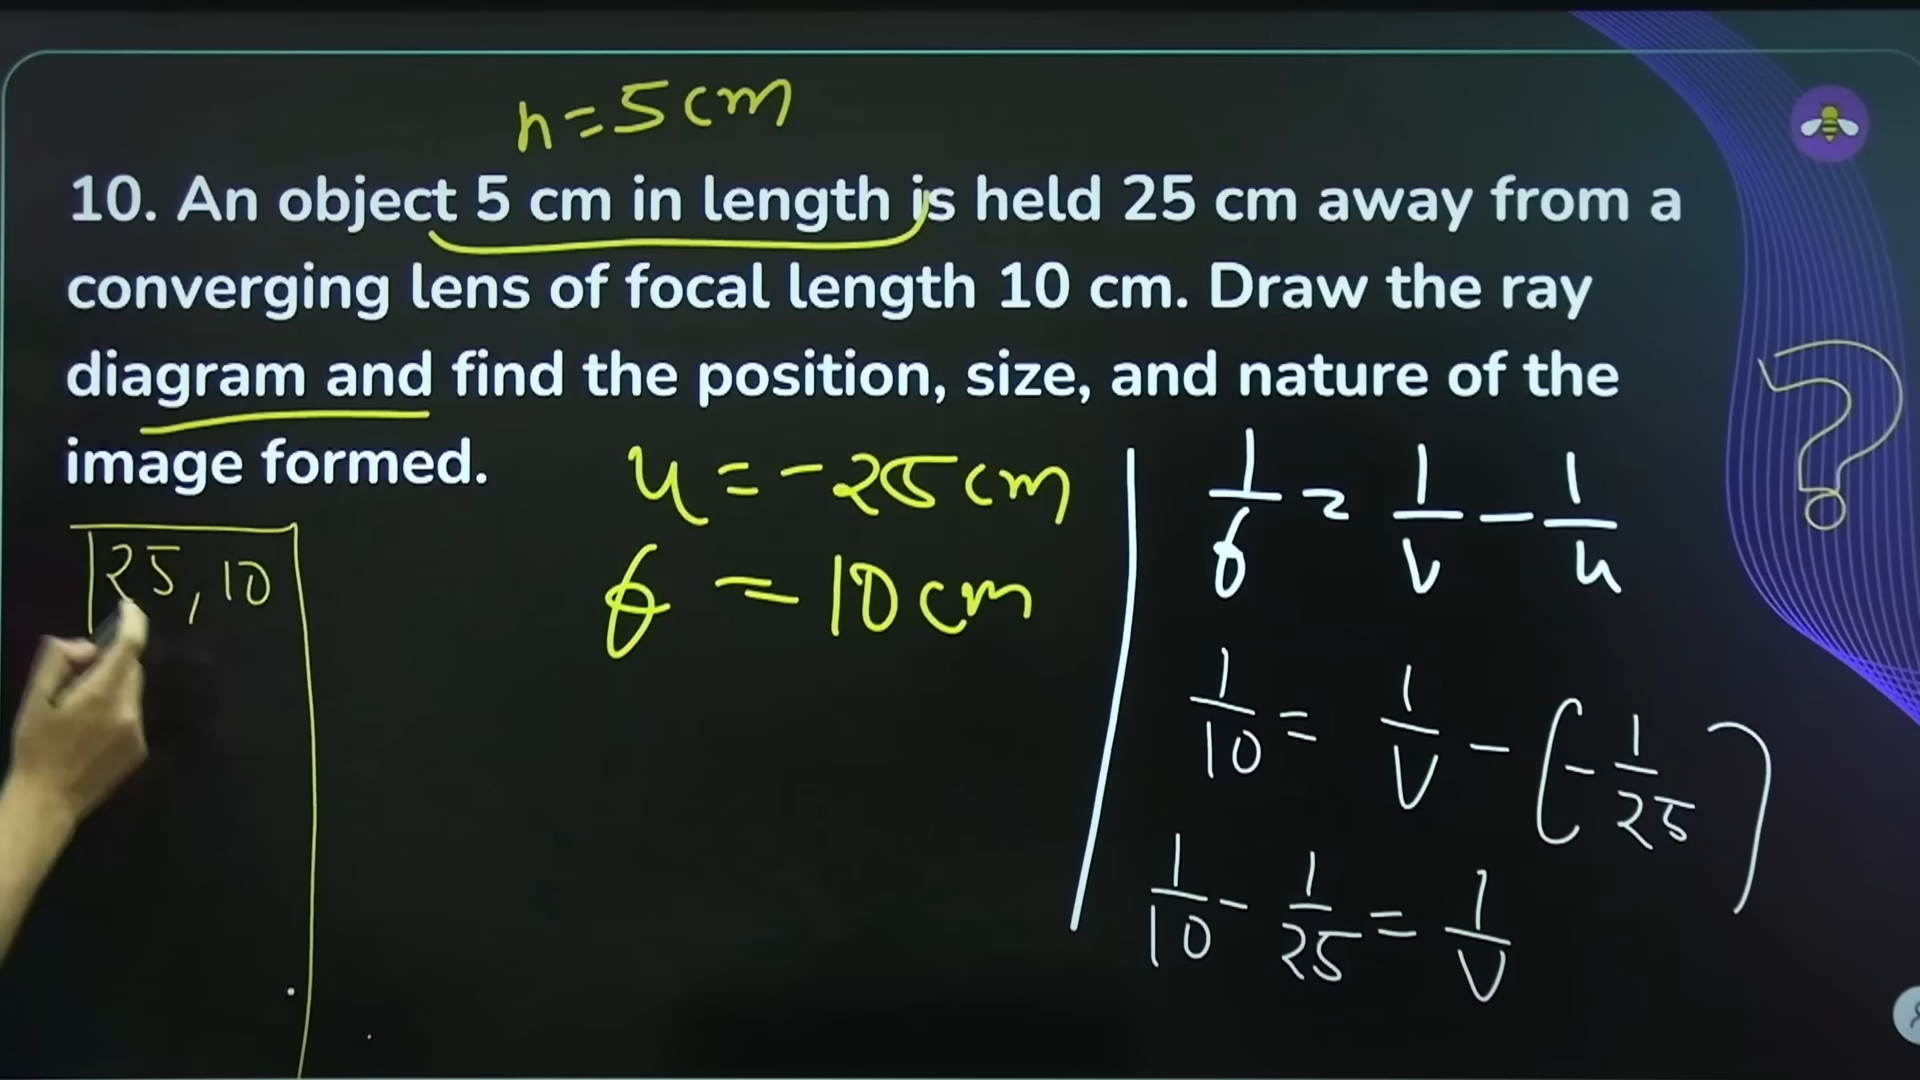 h=5cm
10. An object 5 cm in length is held 25 cm away from a
converging lens of focal length 10 cm. Draw the ray
diagram and find the position, size, and nature of the
image formed.
u = -25cm
f = 10cm
25, 10
1/f = 1/v - 1/u
1/10 = 1/v - (-1/25)
1/10 - 1/25 = 1/v